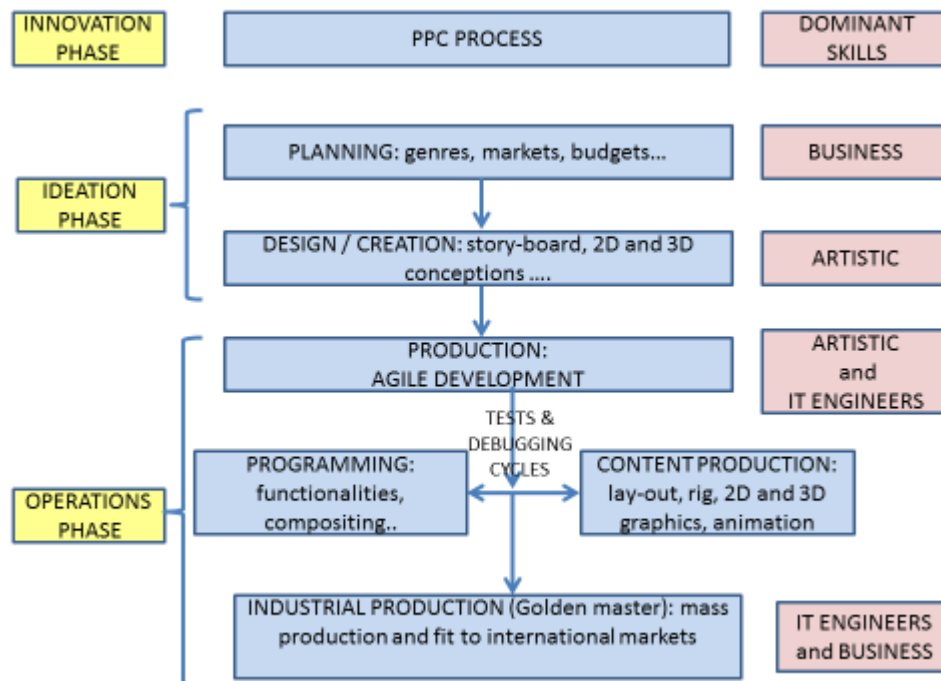 INNOVATION
PHASE
PPC PROCESS
DOMINANT
SKILLS
PLANNING: genres, markets, budgets...
BUSINESS
IDEATION
PHASE
DESIGN / CREATION: story-board, 2D and 3D
conceptions ....
ARTISTIC
PRODUCTION:
AGILE DEVELOPMENT
ARTISTIC
and
IT ENGINEERS
TESTS &
DEBUGGING
CYCLES
OPERATIONS
PHASE
PROGRAMMING:
functionalities,
compositing..
CONTENT PRODUCTION:
lay-out, rig, 2D and 3D
graphics, animation
INDUSTRIAL PRODUCTION (Golden master): mass
production and fit to international markets
IT ENGINEERS
and BUSINESS